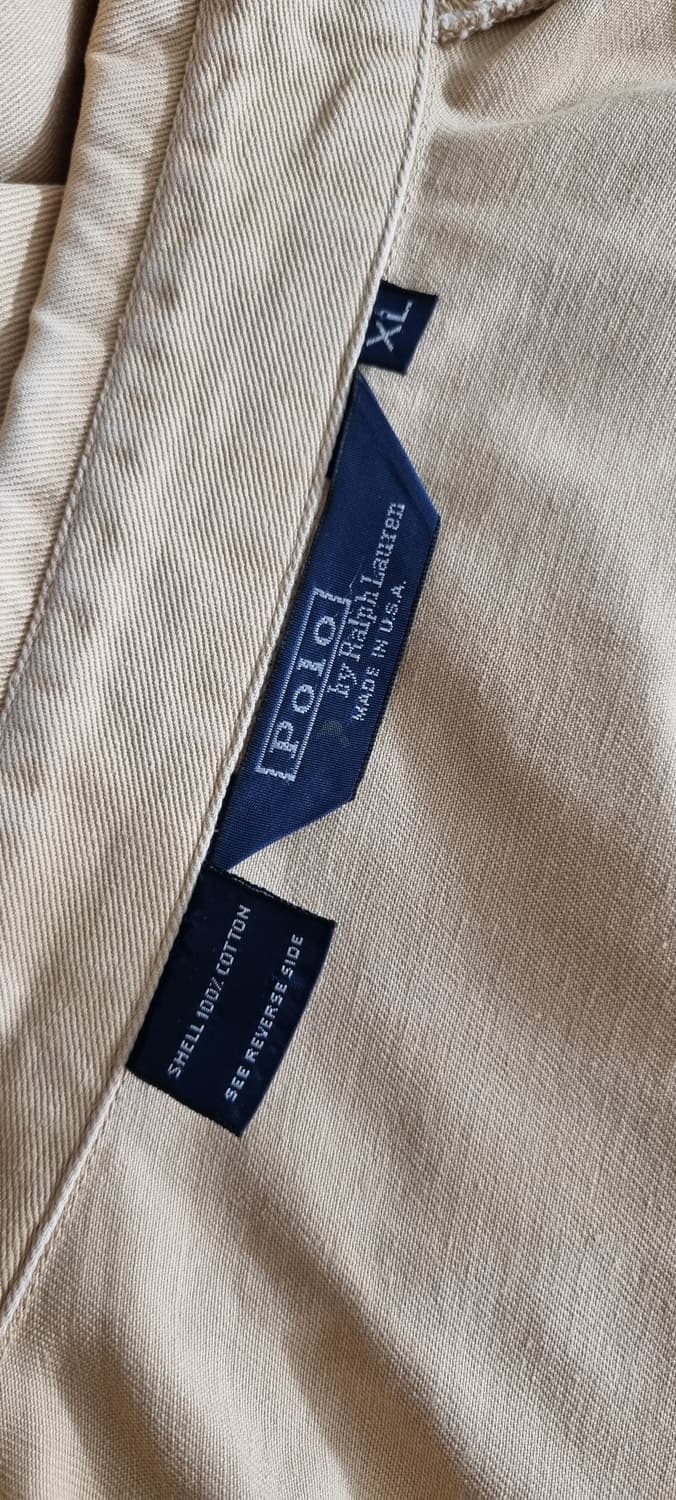 XL
Polo
by Ralph Lauren
MADE IN U.S.A.
SHELL 100% COTTON
SEE REVERSE SIDE